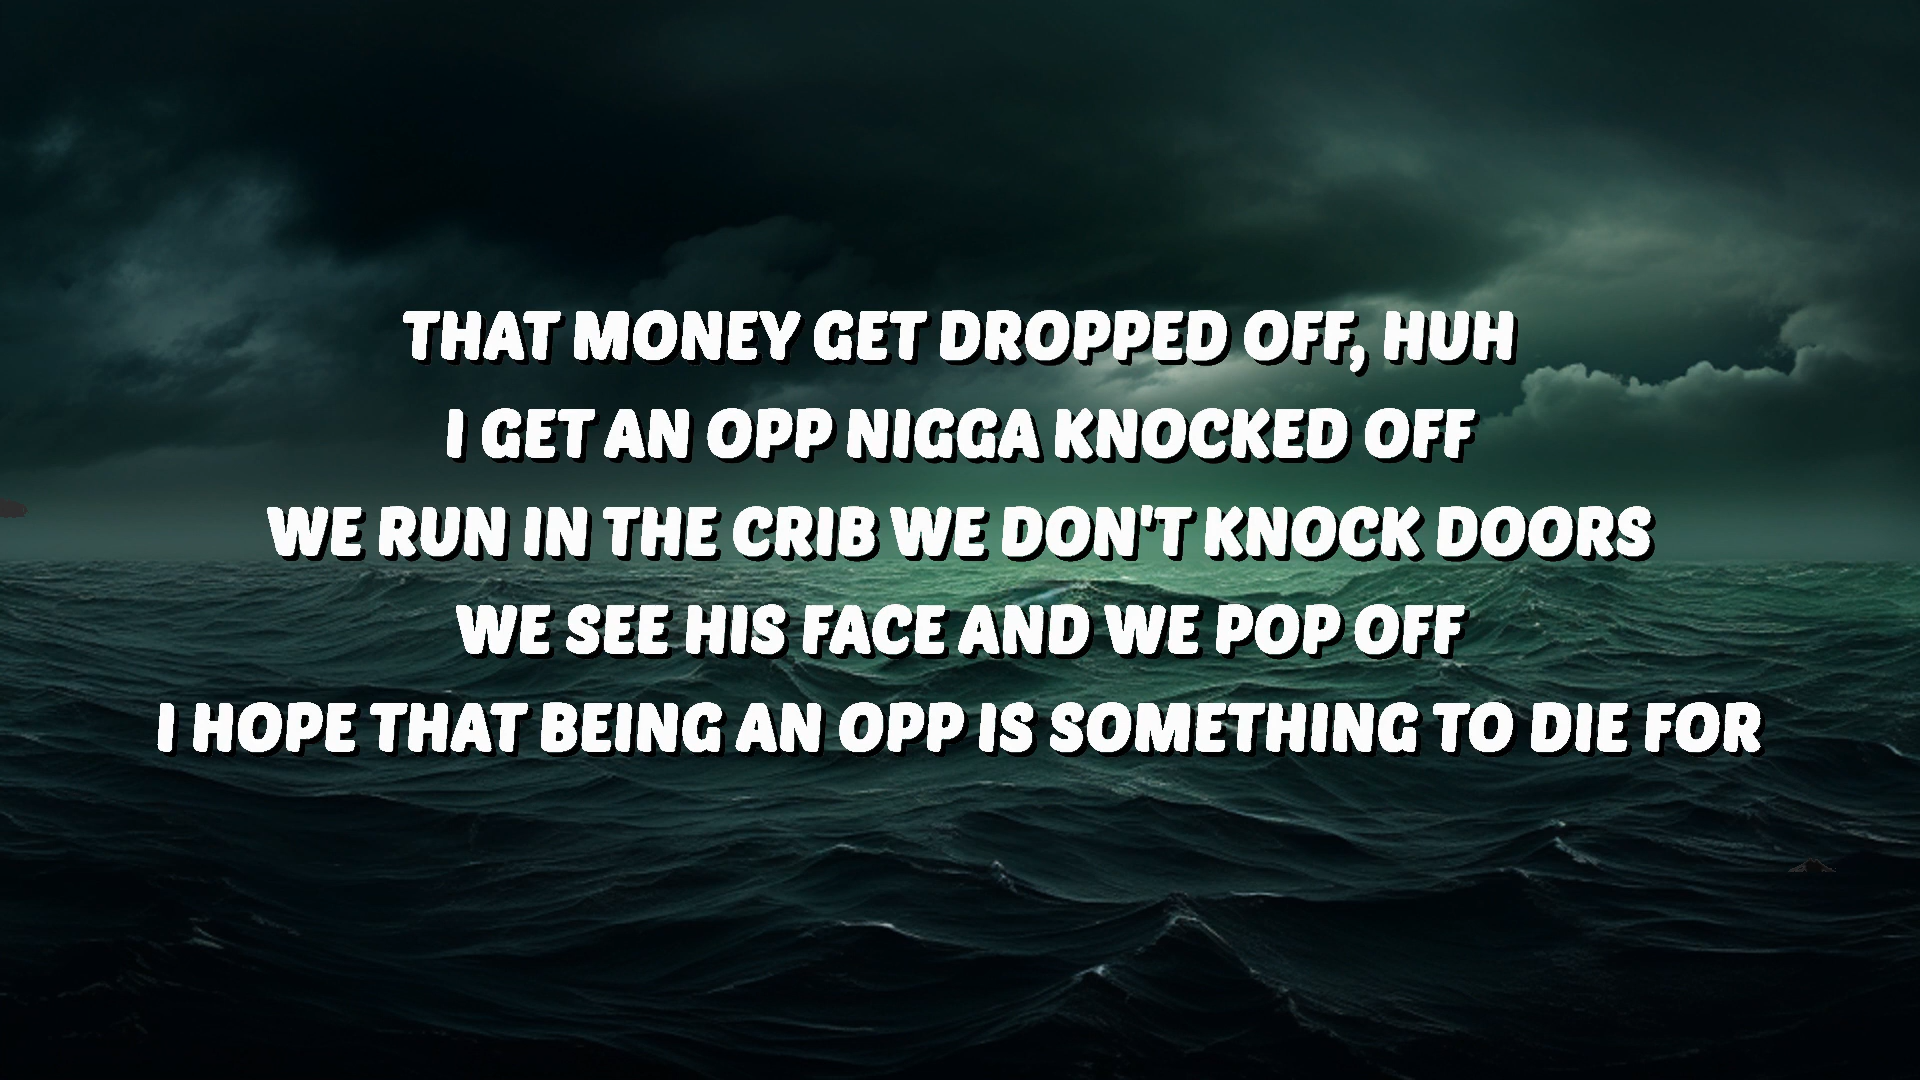 THAT MONEY GET DROPPED OFF, HUH
I GET AN OPP NIGGA KNOCKED OFF
WE RUN IN THE CRIB WE DON'T KNOCK DOORS
WE SEE HIS FACE AND WE POP OFF
I HOPE THAT BEING AN OPP IS SOMETHING TO DIE FOR